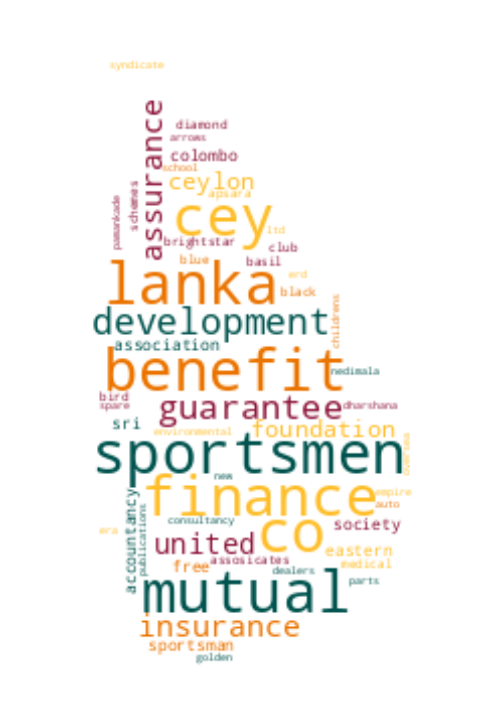 syndicate
assurance
diamond
arrows
colombo
school
ceylon
apsara
schemes
pamankade
cey
ltd
brightstar
club
blue
basil
erd
lanka
black
childrens
development
association
benefit
nedimala
bird
spare
guarantee
dharshana
sri
foundation
environmental
sportsmen
oversea
new
finance
empire
auto
accountancy
publications
consultancy
co
society
era
united
eastern
assosicates
free
medical
dealers
parts
mutual
insurance
sportsman
golden